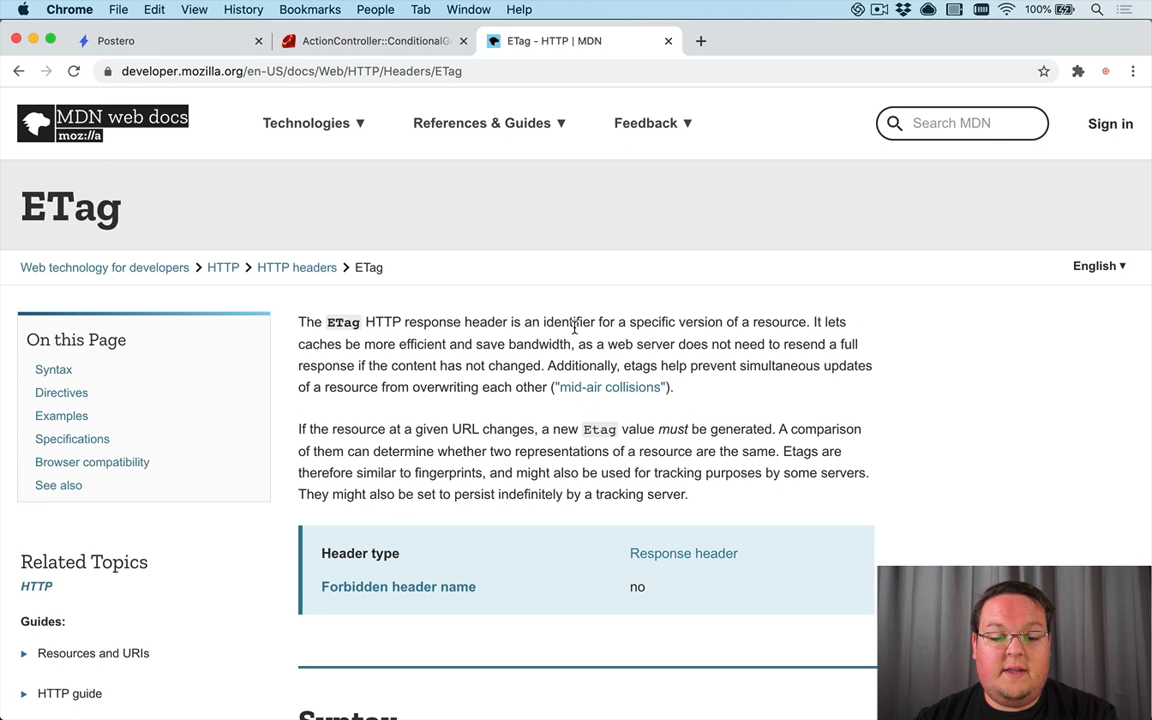 Chrome File Edit View History Bookmarks People Tab Window Help 100%
Postero
ActionController::ConditionalG
ETag - HTTP | MDN
developer.mozilla.org/en-US/docs/Web/HTTP/Headers/ETag
MDN web docs
moz://a
Technologies ▼ References & Guides ▼ Feedback ▼
Search MDN
Sign in
ETag
Web technology for developers > HTTP > HTTP headers > ETag
English ▼
On this Page
Syntax
Directives
Examples
Specifications
Browser compatibility
See also
Related Topics
HTTP
Guides:
Resources and URIs
HTTP guide
The ETag HTTP response header is an identifier for a specific version of a resource. It lets
caches be more efficient and save bandwidth, as a web server does not need to resend a full
response if the content has not changed. Additionally, etags help prevent simultaneous updates
of a resource from overwriting each other ("mid-air collisions").
If the resource at a given URL changes, a new Etag value must be generated. A comparison
of them can determine whether two representations of a resource are the same. Etags are
therefore similar to fingerprints, and might also be used for tracking purposes by some servers.
They might also be set to persist indefinitely by a tracking server.
Header type Response header
Forbidden header name no
Syntax